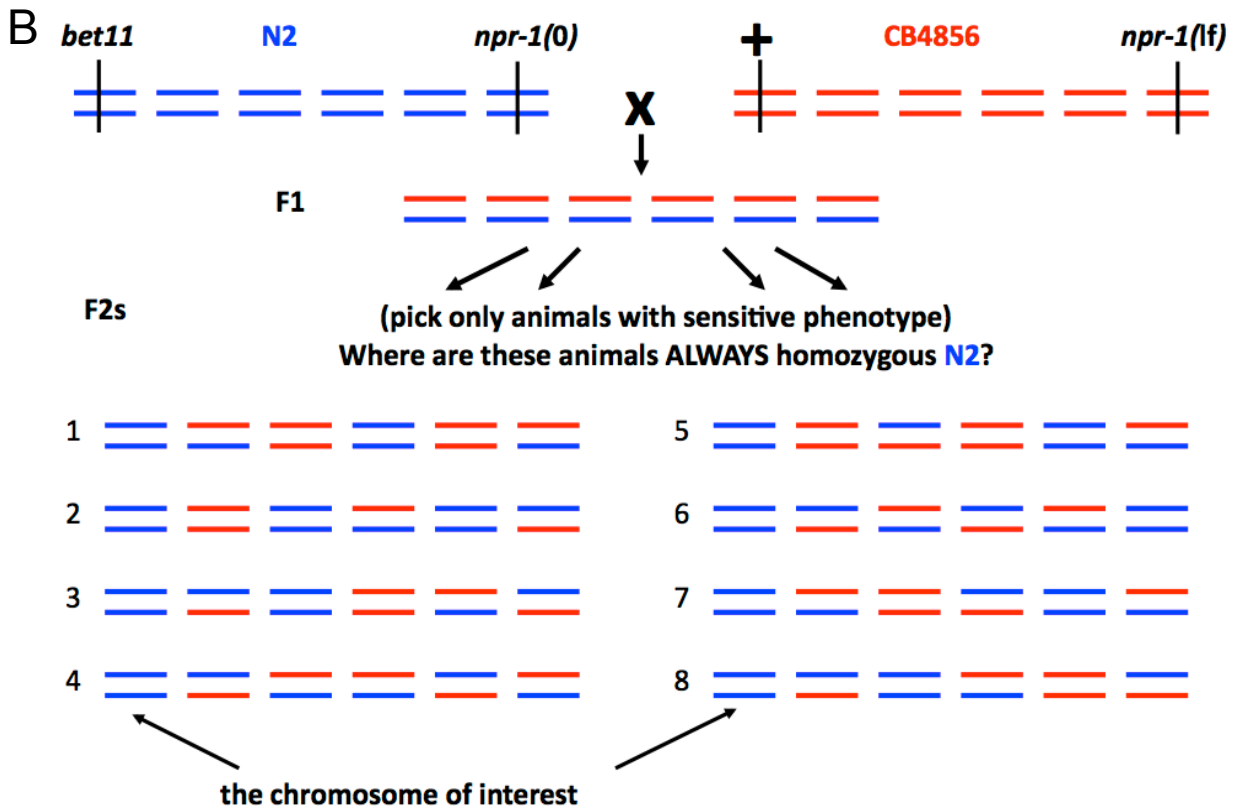 B
bet11 N2 npr-1(0) + CB4856 npr-1(lf)
X
F1
F2s
(pick only animals with sensitive phenotype)
Where are these animals ALWAYS homozygous N2?
1 5
2 6
3 7
4 8
the chromosome of interest